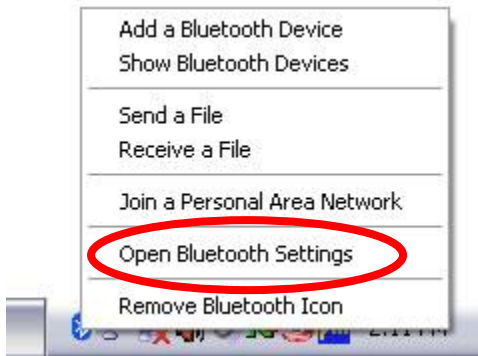 Add a Bluetooth Device
Show Bluetooth Devices
Send a File
Receive a File
Join a Personal Area Network
Open Bluetooth Settings
Remove Bluetooth Icon